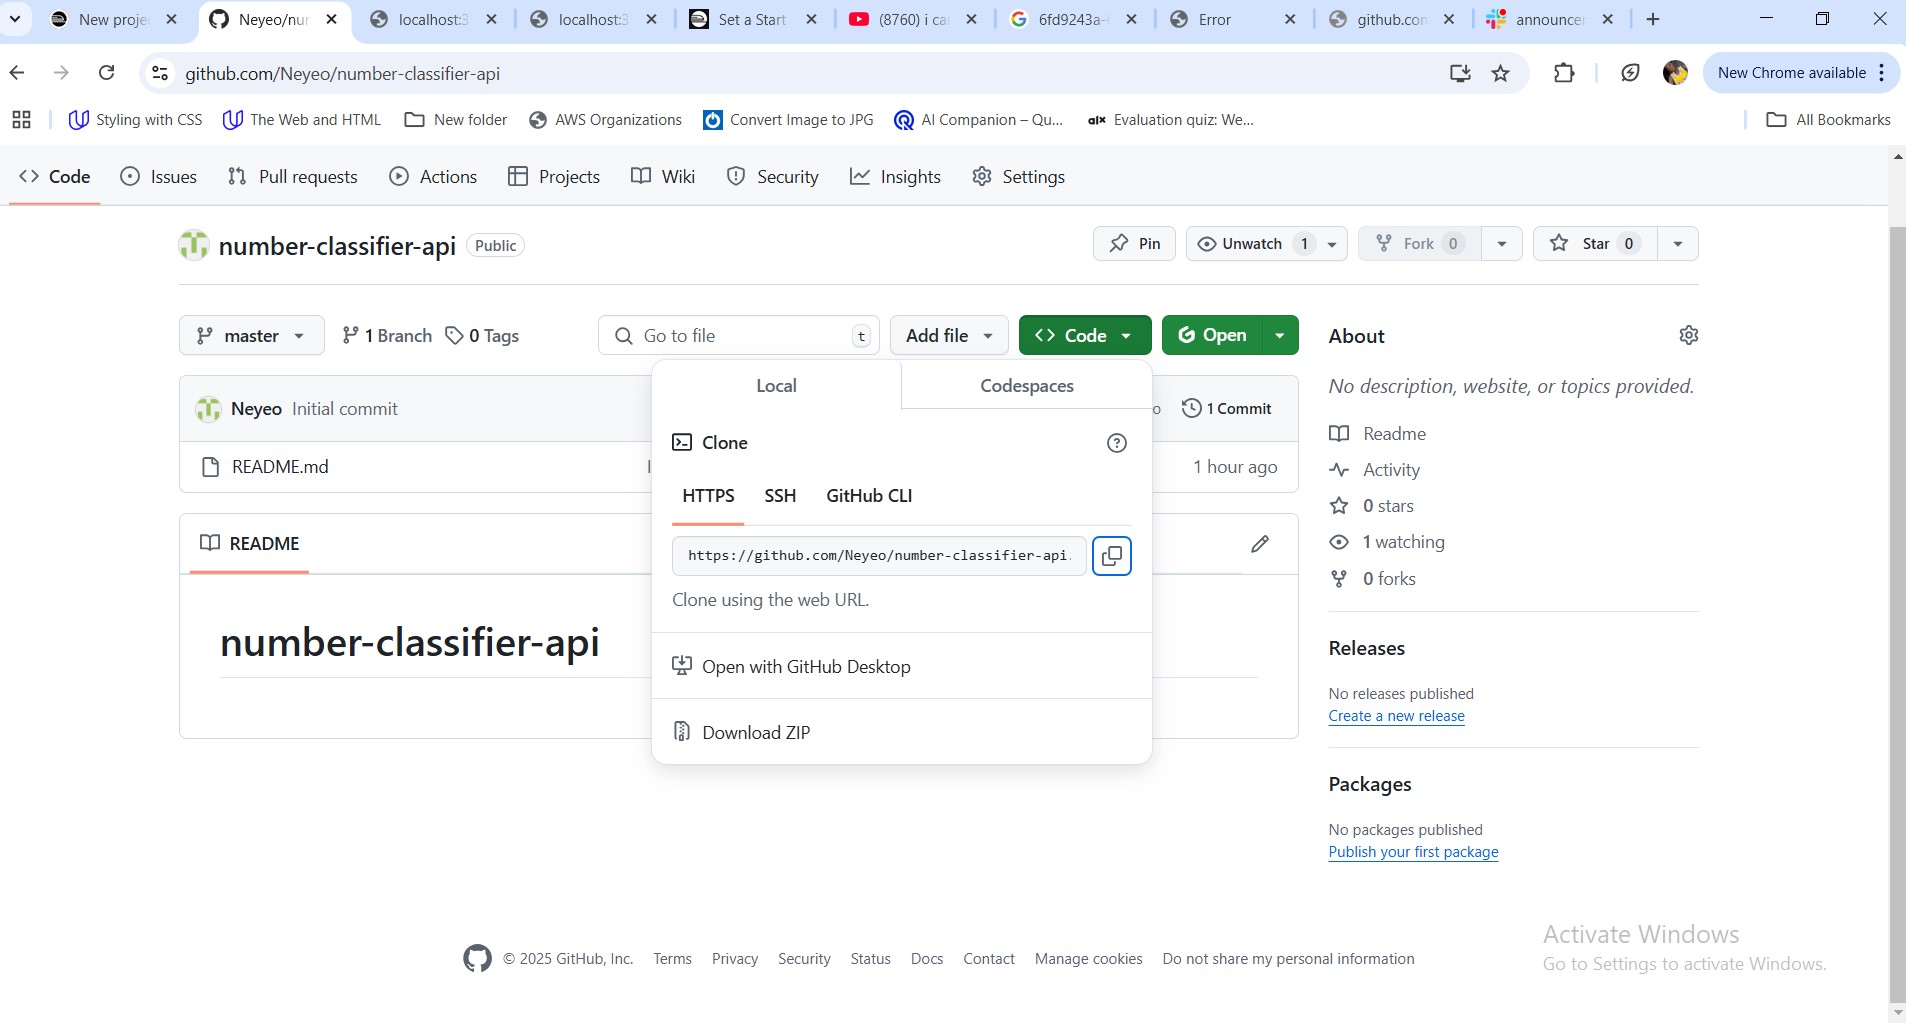 New proje
Neyeo/nur
localhost:3
localhost:3
Set a Start
(8760) i ca
6fd9243a-
Error
github.con
announcer
github.com/Neyeo/number-classifier-api
New Chrome available
Styling with CSS
The Web and HTML
New folder
AWS Organizations
Convert Image to JPG
AI Companion – Qu...
alx
Evaluation quiz: We...
All Bookmarks
Code
Issues
Pull requests
Actions
Projects
Wiki
Security
Insights
Settings
number-classifier-api
Public
Pin
Unwatch 1
Fork 0
Star 0
master
1 Branch
0 Tags
Go to file
t
Add file
Code
Open
About
Local
Codespaces
No description, website, or topics provided.
Neyeo Initial commit
o
1 Commit
README.md
1 hour ago
Clone
HTTPS
SSH
GitHub CLI
https://github.com/Neyeo/number-classifier-api.
Clone using the web URL.
Open with GitHub Desktop
Download ZIP
README
number-classifier-api
Readme
Activity
0 stars
1 watching
0 forks
Releases
No releases published
Create a new release
Packages
No packages published
Publish your first package
Activate Windows
Go to Settings to activate Windows.
© 2025 GitHub, Inc.
Terms
Privacy
Security
Status
Docs
Contact
Manage cookies
Do not share my personal information